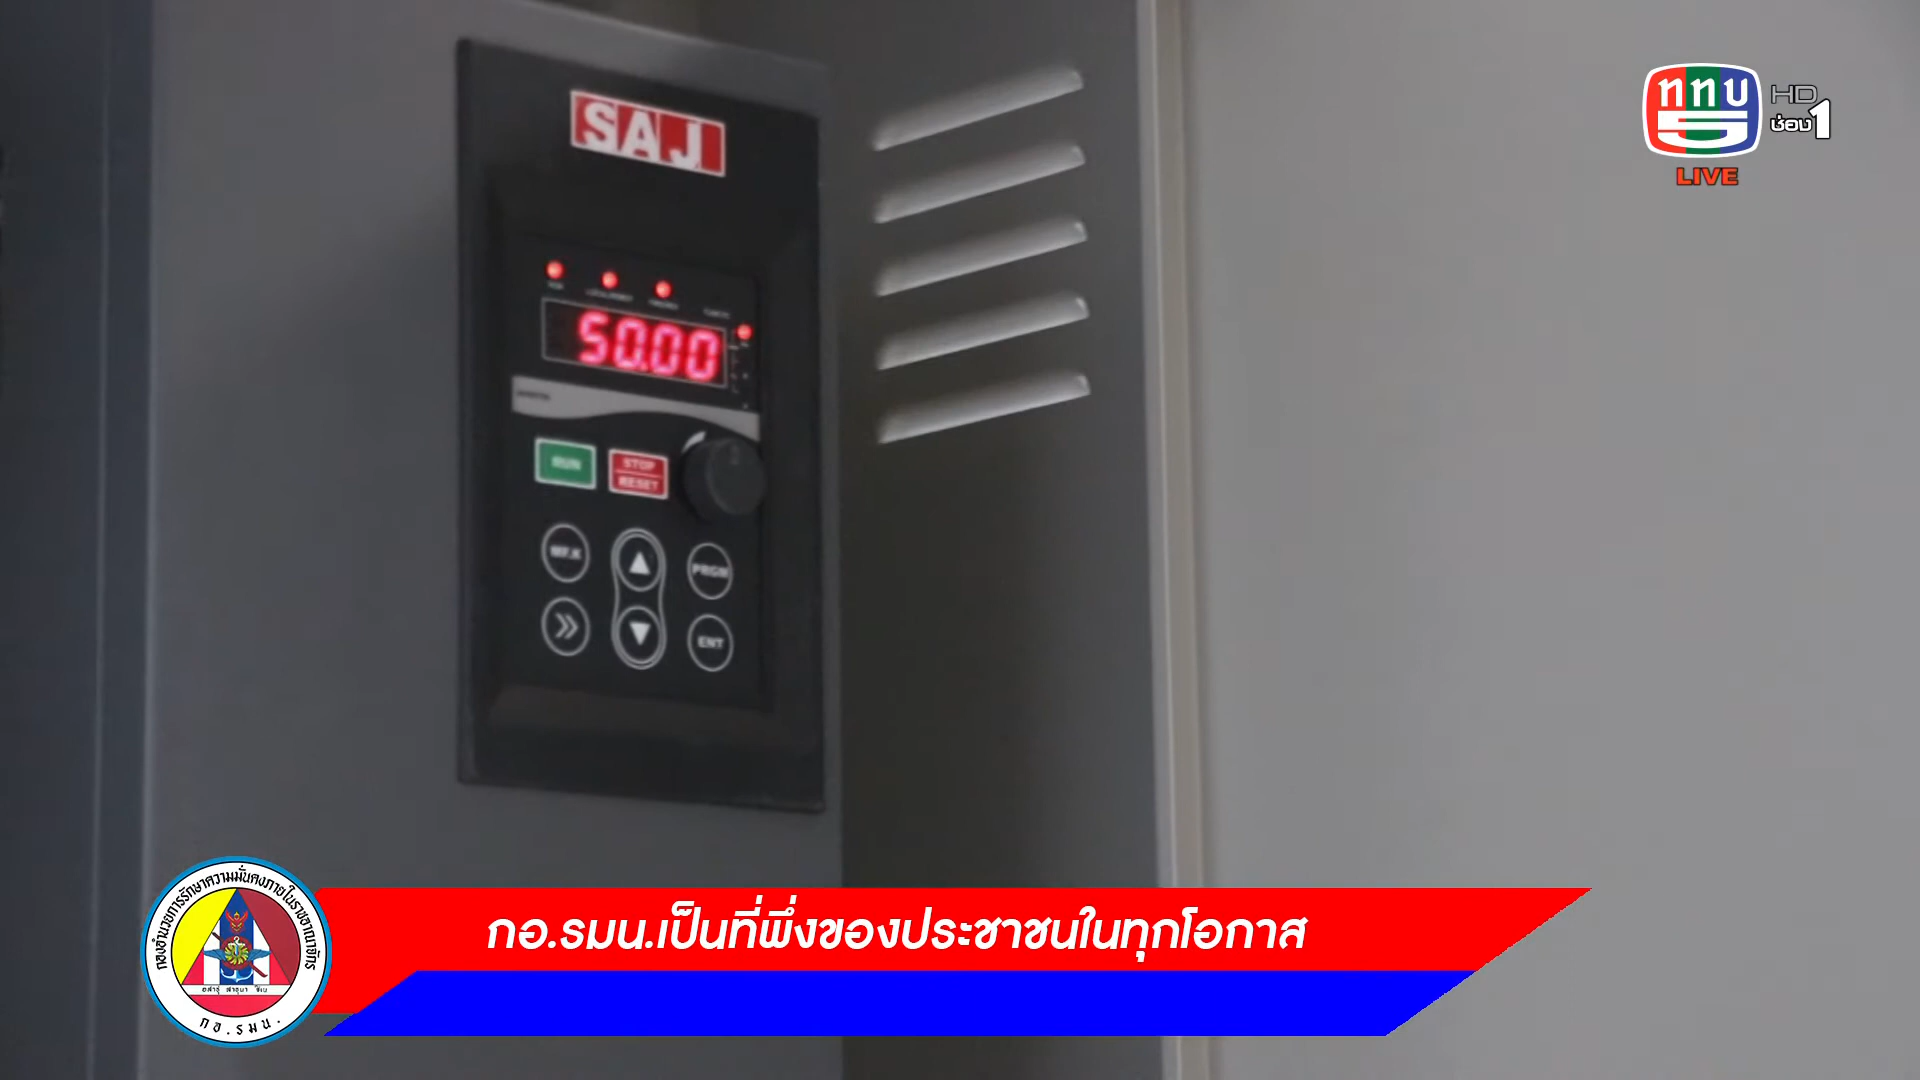 SAJ
ททบ
5
HD
ช่อง1
LIVE
50.00
RUN
STOP
RESET
MF.K
PRGM
ENT
กอ.รมน.เป็นที่พึ่งของประชาชนในทุกโอกาส
กองอำนวยการรักษาความมั่นคงภายในราชอาณาจักร
กอ.รมน.